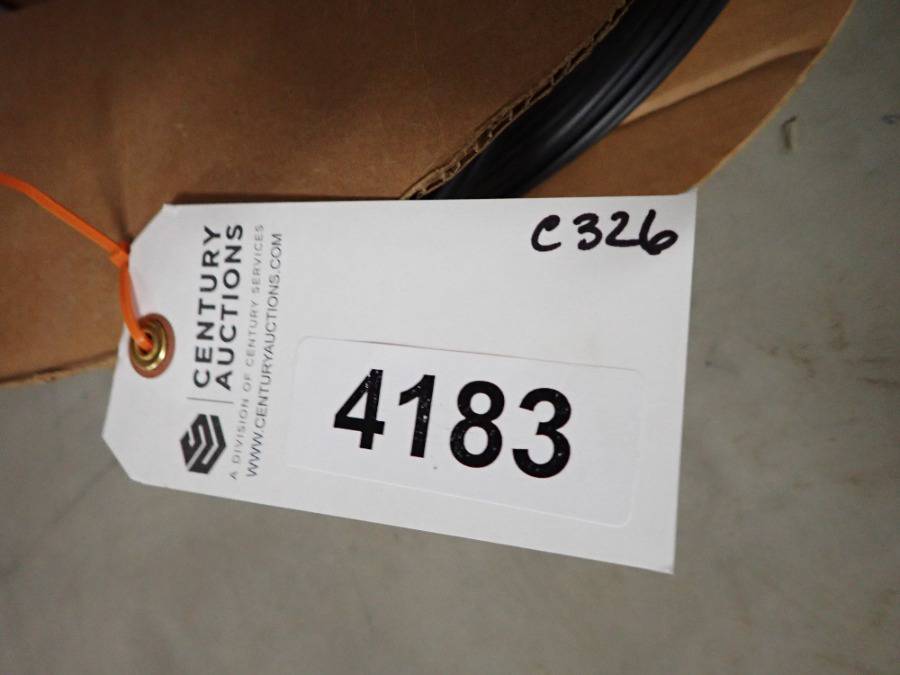 CENTURY
AUCTIONS
A DIVISION OF CENTURY SERVICES
WWW.CENTURYAUCTIONS.COM
C326
4183